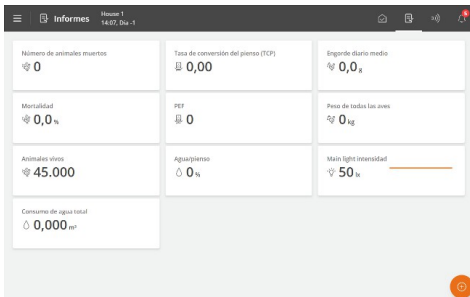 Informes
House 1
14:07, Día -1
Número de animales muertos
0
Tasa de conversión del pienso (TCP)
0,00
Engorde diario medio
0,0 g
Mortalidad
0,0 %
PEF
0
Peso de todas las aves
0 kg
Animales vivos
45.000
Agua/pienso
0 %
Main light intensidad
50 lx
Consumo de agua total
0,000 m³